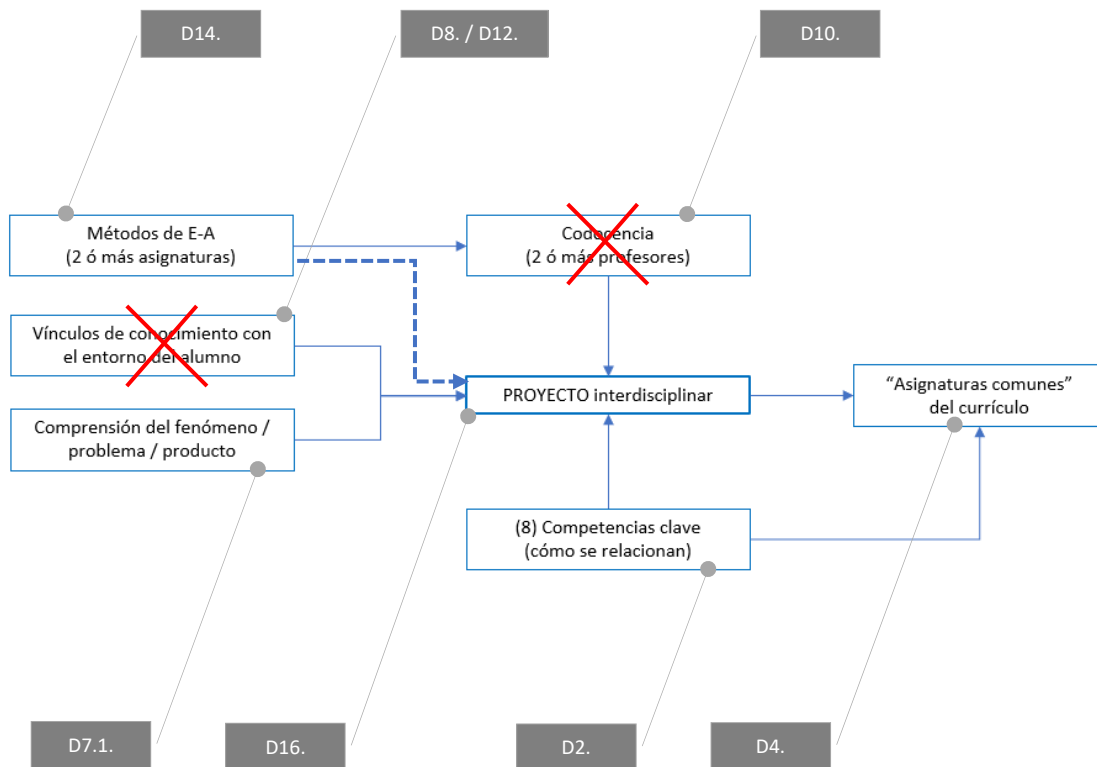 D14.
D8. / D12.
D10.
Métodos de E-A
(2 ó más asignaturas)
Codocencia
(2 ó más profesores)
Vínculos de conocimiento con
el entorno del alumno
PROYECTO interdisciplinar
“Asignaturas comunes”
del currículo
Comprensión del fenómeno /
problema / producto
(8) Competencias clave
(cómo se relacionan)
D7.1.
D16.
D2.
D4.